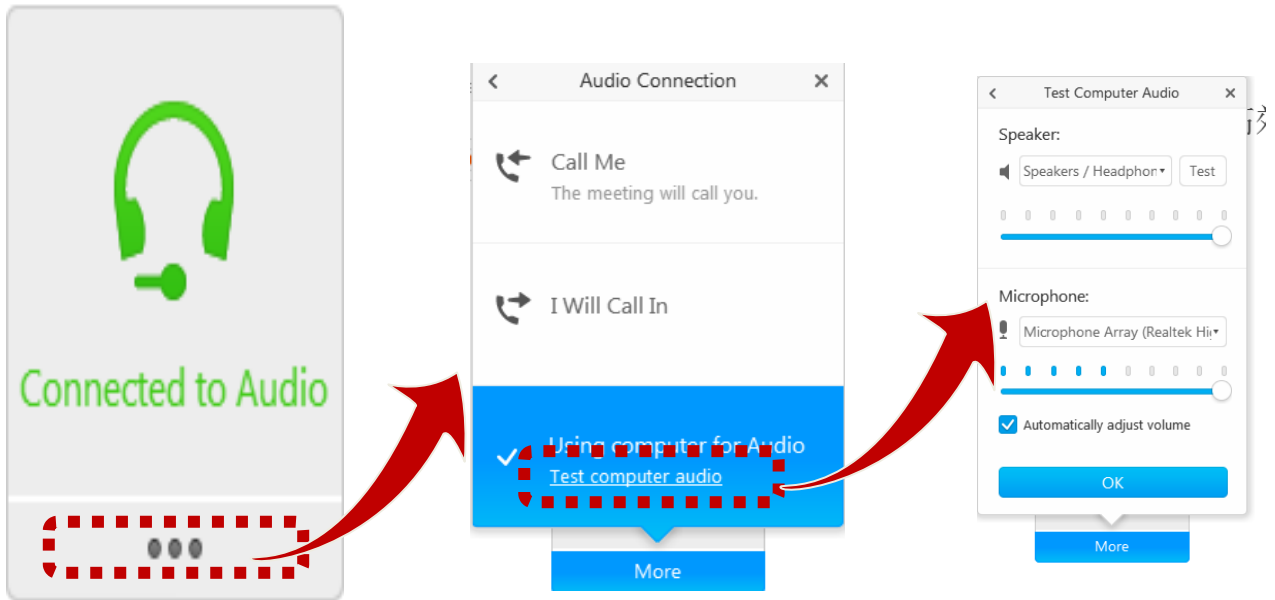 Connected to Audio
Audio Connection
Call Me
The meeting will call you.
I Will Call In
Using computer for Audio
Test computer audio
More
Test Computer Audio
Speaker:
Speakers / Headphor
Test
Microphone:
Microphone Array (Realtek Hi
Automatically adjust volume
OK
More